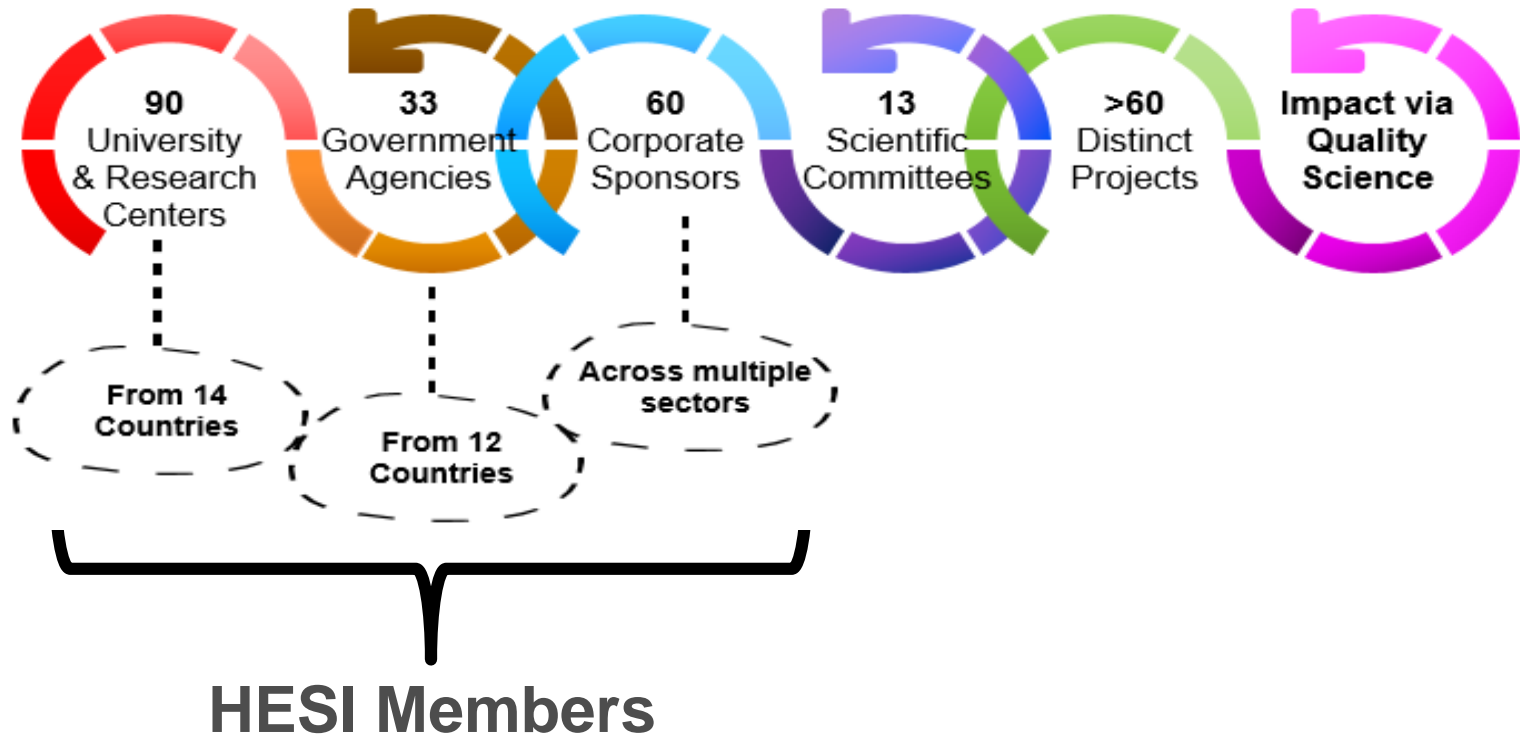 90
University
& Research
Centers
33
Government
Agencies
60
Corporate
Sponsors
13
Scientific
Committees
>60
Distinct
Projects
Impact via
Quality
Science
From 14
Countries
From 12
Countries
Across multiple
sectors
HESI Members